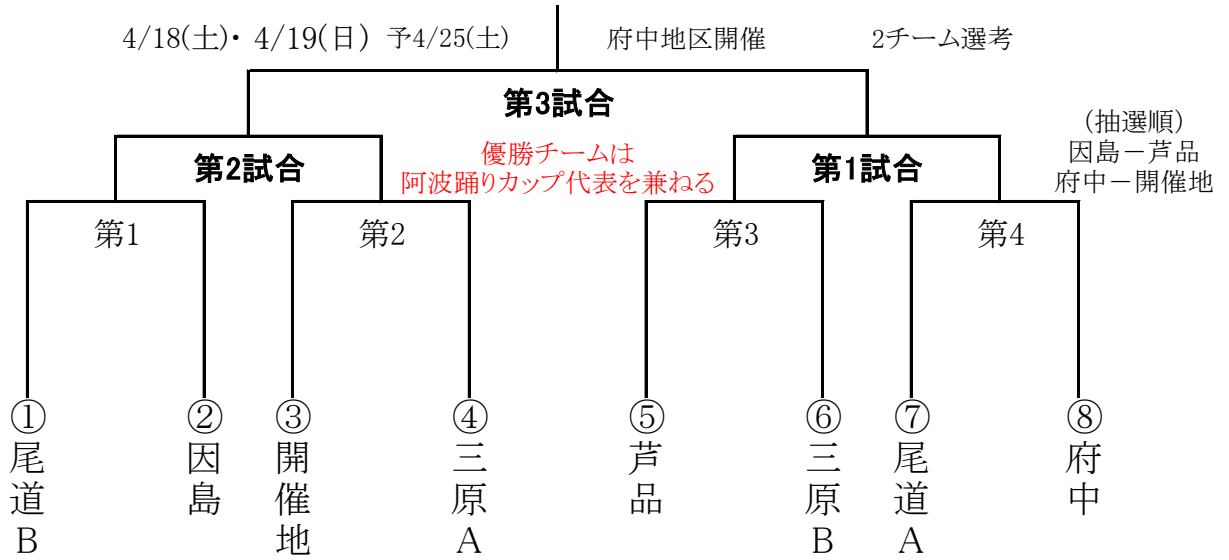 4/18(土)・ 4/19(日) 予4/25(土) 府中地区開催 2チーム選考
第3試合
(抽選順)
因島－芦品
府中－開催地
第2試合
優勝チームは
阿波踊りカップ代表を兼ねる
第1試合
第1 第2 第3 第4
①尾道B
②因島
③開催地
④三原A
⑤芦品
⑥三原B
⑦尾道A
⑧府中